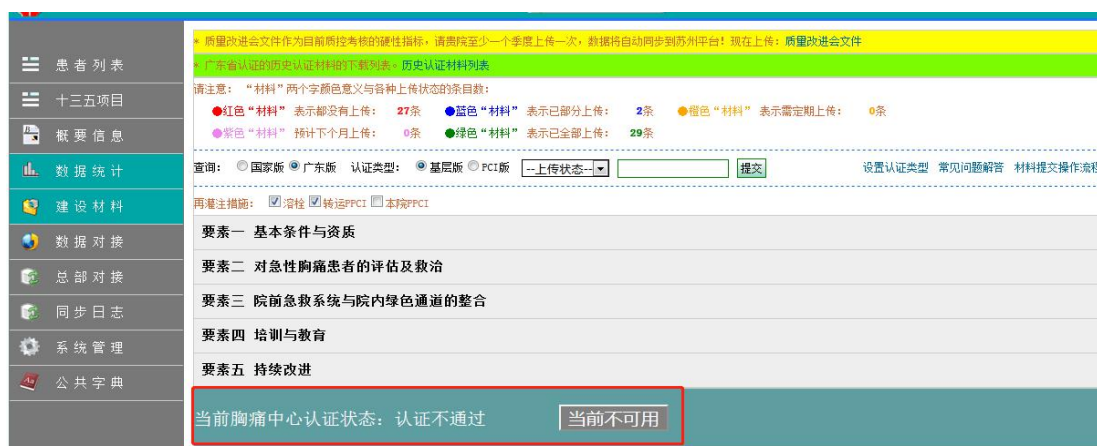 * 质量改进会文件作为目前质控考核的硬性指标，请贵院至少一个季度上传一次，数据将自动同步到苏州平台！现在上传：质量改进会文件
* 广东省认证的历史认证材料的下载列表。历史认证材料列表
请注意： “材料”两个字颜色意义与各种上传状态的条目数：
●红色“材料” 表示都没有上传： 27条 ●蓝色“材料” 表示已部分上传： 2条 ●橙色“材料” 表示需定期上传： 0条
●紫色“材料” 预计下个月上传： 0条 ●绿色“材料” 表示已全部上传： 29条
查询： 国家版 广东版 认证类型： 基层版 PCI版 --上传状态-- 提交 设置认证类型 常见问题解答 材料提交操作流程
再灌注措施： 溶栓 转运PPCI 本院PPCI
患者列表
十三五项目
概要信息
数据统计
建设材料
数据对接
总部对接
同步日志
系统管理
公共字典
要素一 基本条件与资质
要素二 对急性胸痛患者的评估及救治
要素三 院前急救系统与院内绿色通道的整合
要素四 培训与教育
要素五 持续改进
当前胸痛中心认证状态：认证不通过 当前不可用